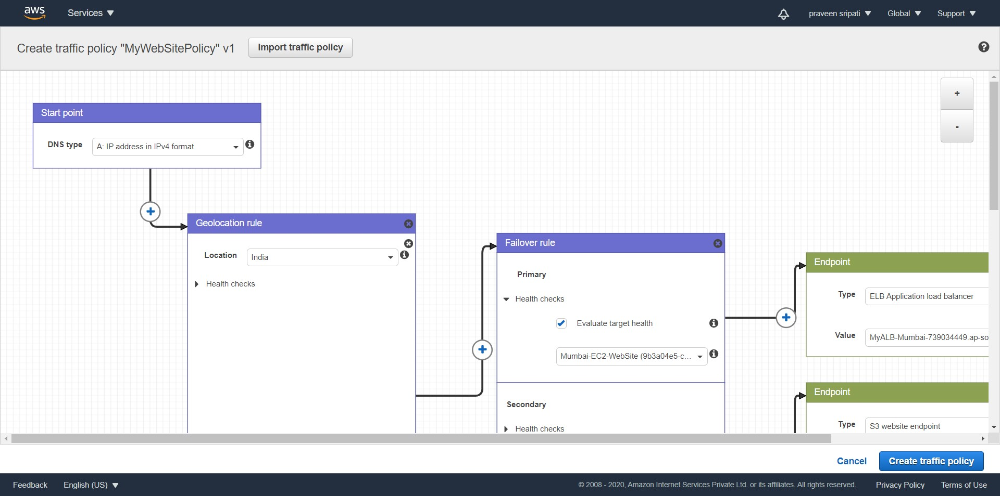 aws
Services
praveen sripati
Global
Support
Create traffic policy "MyWebSitePolicy" v1
Import traffic policy
+
-
Start point
DNS type
A: IP address in IPv4 format
Geolocation rule
Location
India
Health checks
Failover rule
Primary
Health checks
Evaluate target health
Mumbai-EC2-WebSite (9b3a04e5-c...
Secondary
Health checks
Endpoint
Type
ELB Application load balancer
Value
MyALB-Mumbai-739034449.ap-so
Endpoint
Type
S3 website endpoint
Cancel
Create traffic policy
Feedback
English (US)
© 2008 - 2020, Amazon Internet Services Private Ltd. or its affiliates. All rights reserved.
Privacy Policy
Terms of Use